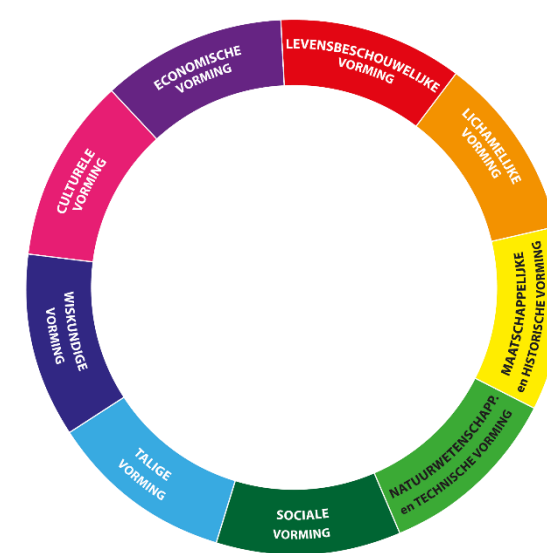 LEVENSBESCHOUWELIJKE
VORMING
LICHAMELIJKE
VORMING
MAATSCHAPPELIJKE
en HISTORISCHE VORMING
NATUURWETENSCHAPP.
en TECHNISCHE VORMING
SOCIALE
VORMING
TALIGE
VORMING
WISKUNDIGE
VORMING
CULTURELE
VORMING
ECONOMISCHE
VORMING